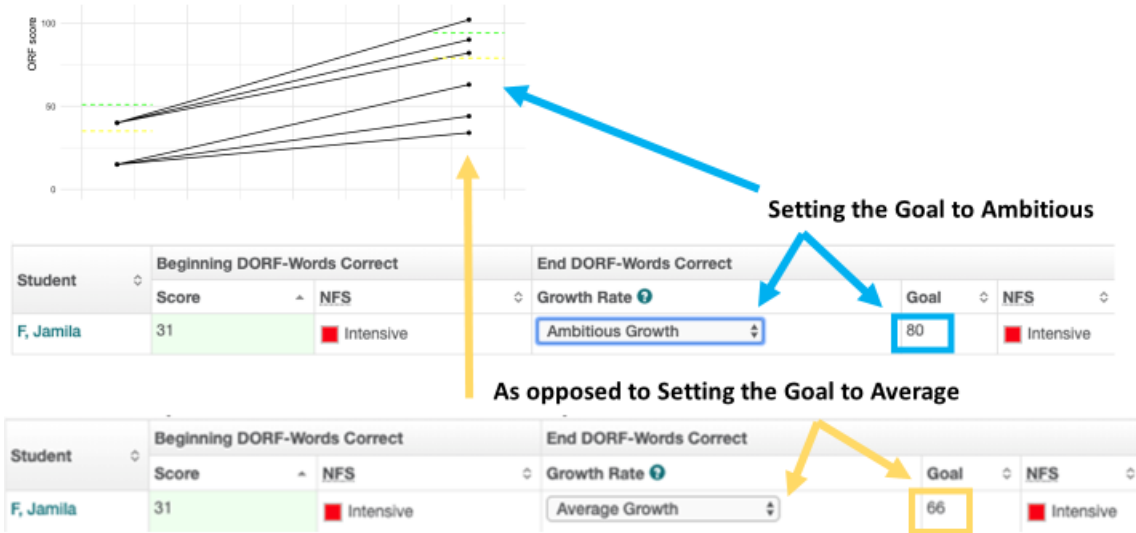 100
ORF score
50
0
Setting the Goal to Ambitious
Student Beginning DORF-Words Correct End DORF-Words Correct
Score NFS Growth Rate ? Goal NFS
F, Jamila 31 Intensive Ambitious Growth 80 Intensive
As opposed to Setting the Goal to Average
Student Beginning DORF-Words Correct End DORF-Words Correct
Score NFS Growth Rate ? Goal NFS
F, Jamila 31 Intensive Average Growth 66 Intensive